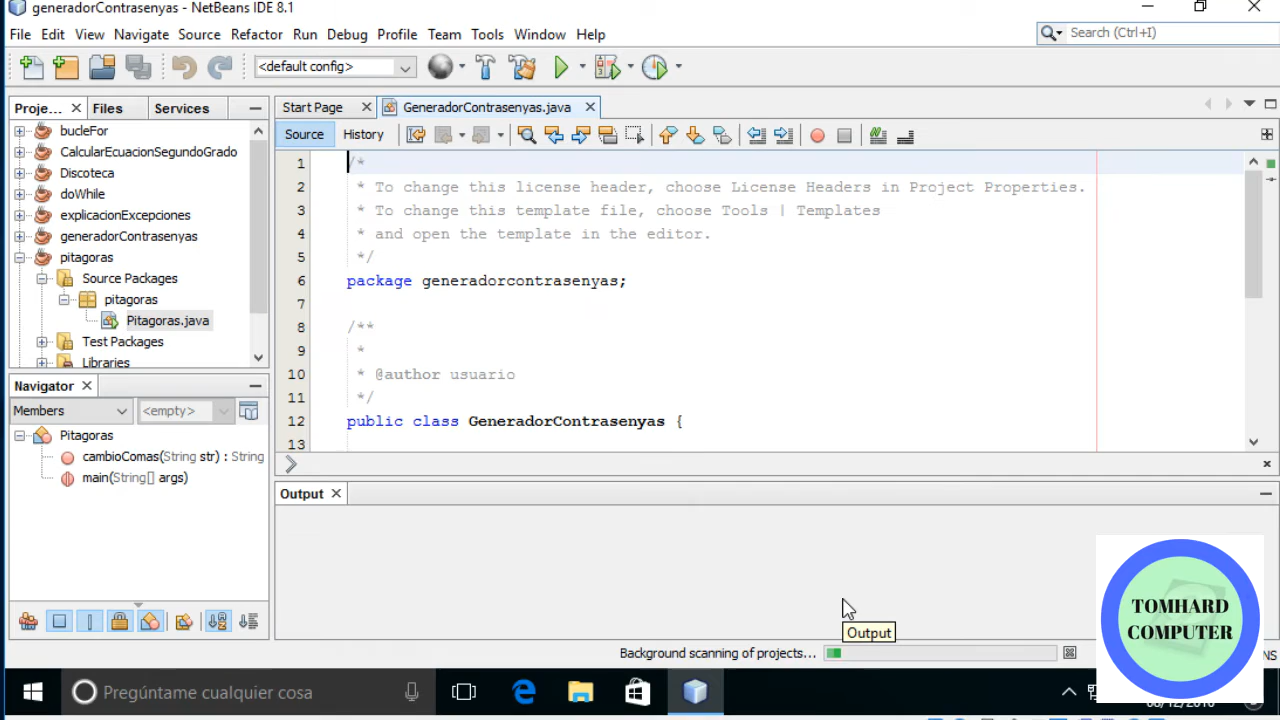 generadorContrasenyas - NetBeans IDE 8.1
File Edit View Navigate Source Refactor Run Debug Profile Team Tools Window Help
Search (Ctrl+I)
<default config>
Proje... Files Services
Start Page GeneradorContrasenyas.java
Source History
bucleFor
CalcularEcuacionSegundoGrado
Discoteca
doWhile
explicacionExcepciones
generadorContrasenyas
pitagoras
Source Packages
pitagoras
Pitagoras.java
Test Packages
Libraries
1 /*
2 * To change this license header, choose License Headers in Project Properties.
3 * To change this template file, choose Tools | Templates
4 * and open the template in the editor.
5 */
6 package generadorcontrasenyas;
7
8 /**
9 *
10 * @author usuario
11 */
12 public class GeneradorContrasenyas {
13
Navigator
Members <empty>
Pitagoras
cambioComas(String str) : String
main(String[] args)
Output
Output
Background scanning of projects...
NS
TOMHARD
COMPUTER
Pregúntame cualquier cosa